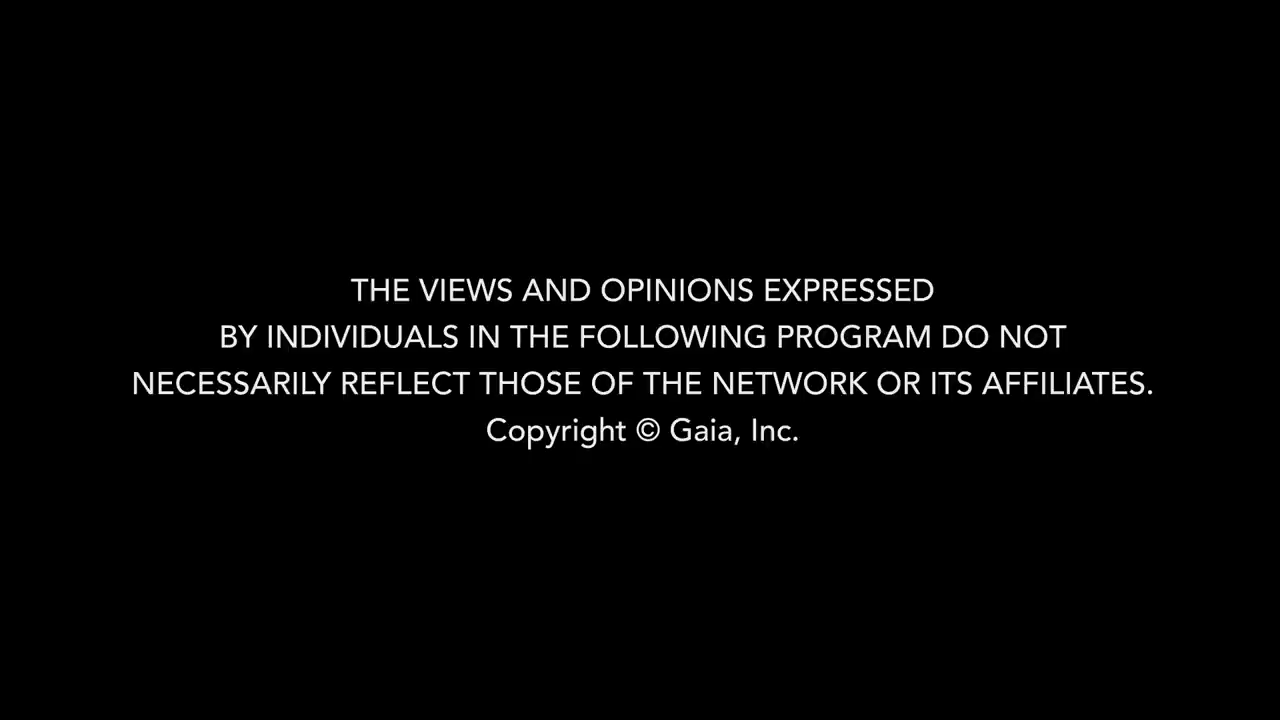 THE VIEWS AND OPINIONS EXPRESSED
BY INDIVIDUALS IN THE FOLLOWING PROGRAM DO NOT
NECESSARILY REFLECT THOSE OF THE NETWORK OR ITS AFFILIATES.
Copyright © Gaia, Inc.